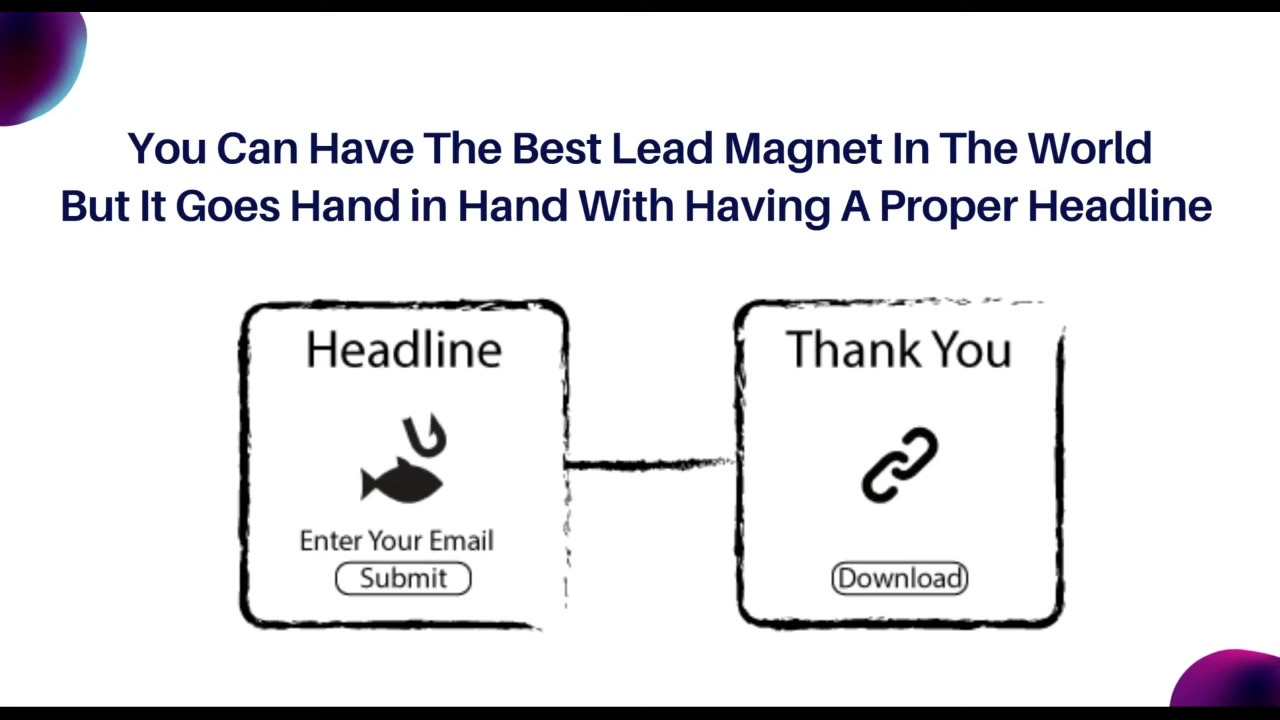 You Can Have The Best Lead Magnet In The World
But It Goes Hand in Hand With Having A Proper Headline
Headline
Enter Your Email
Submit
Thank You
Download